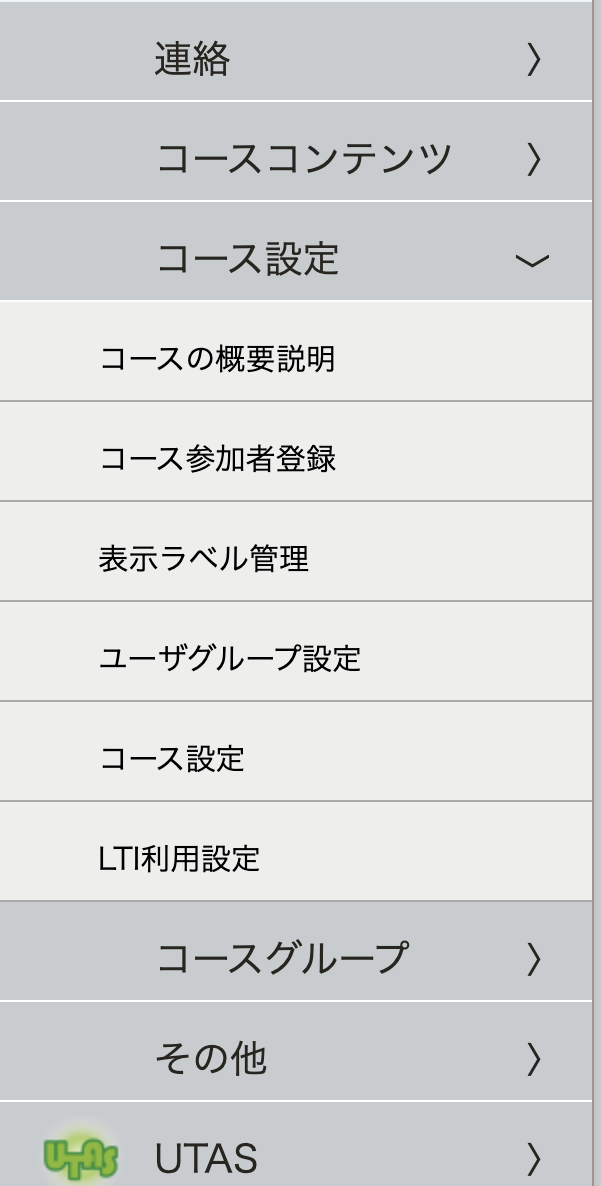 連絡
コースコンテンツ
コース設定
コースの概要説明
コース参加者登録
表示ラベル管理
ユーザグループ設定
コース設定
LTI利用設定
コースグループ
その他
UTAS UTAS